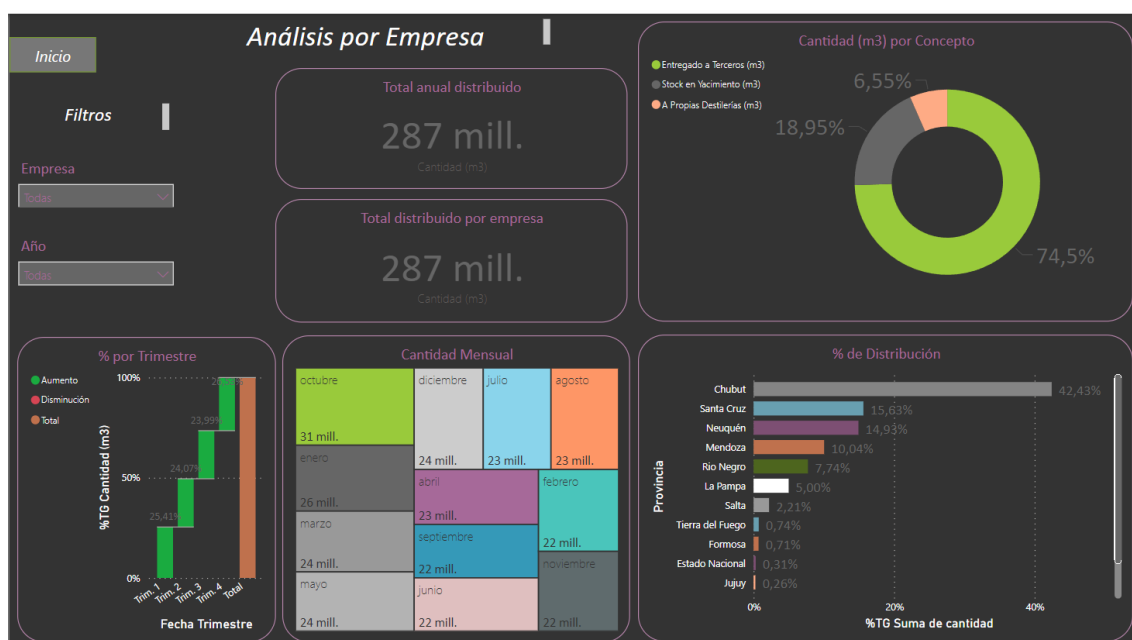 Inicio
Análisis por Empresa
Filtros
Empresa
Todas
Año
Todas
Total anual distribuido
287 mill.
Cantidad (m3)
Total distribuido por empresa
287 mill.
Cantidad (m3)
Cantidad (m3) por Concepto
Entregado a Terceros (m3)
Stock en Yacimiento (m3)
A Propias Destilerías (m3)
6,55%
18,95%
74,5%
% por Trimestre
Aumento
Disminución
Total
%TG Cantidad (m3)
100%
50%
0%
25,41%
24,07%
23,99%
Trim. 1
Trim. 2
Trim. 3
Trim. 4
Total
Fecha Trimestre
Cantidad Mensual
octubre
31 mill.
enero
26 mill.
marzo
24 mill.
mayo
24 mill.
diciembre
24 mill.
julio
23 mill.
agosto
23 mill.
abril
23 mill.
septiembre
22 mill.
junio
22 mill.
febrero
22 mill.
noviembre
22 mill.
% de Distribución
Provincia
Chubut 42,43%
Santa Cruz 15,63%
Neuquén 14,93%
Mendoza 10,04%
Rio Negro 7,74%
La Pampa 5,00%
Salta 2,21%
Tierra del Fuego 0,74%
Formosa 0,71%
Estado Nacional 0,31%
Jujuy 0,26%
0% 20% 40%
%TG Suma de cantidad